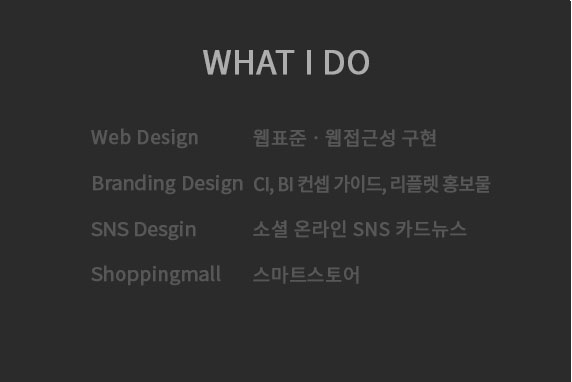 WHAT I DO
Web Design 웹표준 · 웹접근성 구현
Branding Design CI, BI 컨셉 가이드, 리플렛 홍보물
SNS Desgin 소셜 온라인 SNS 카드뉴스
Shoppingmall 스마트스토어